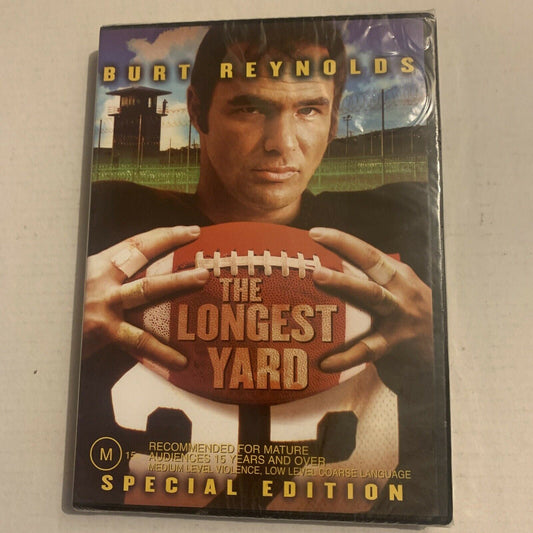 BURT REYNOLDS
THE
LONGEST
YARD
M 15
RECOMMENDED FOR MATURE
AUDIENCES 15 YEARS AND OVER
MEDIUM LEVEL VIOLENCE, LOW LEVEL COARSE LANGUAGE
SPECIAL EDITION